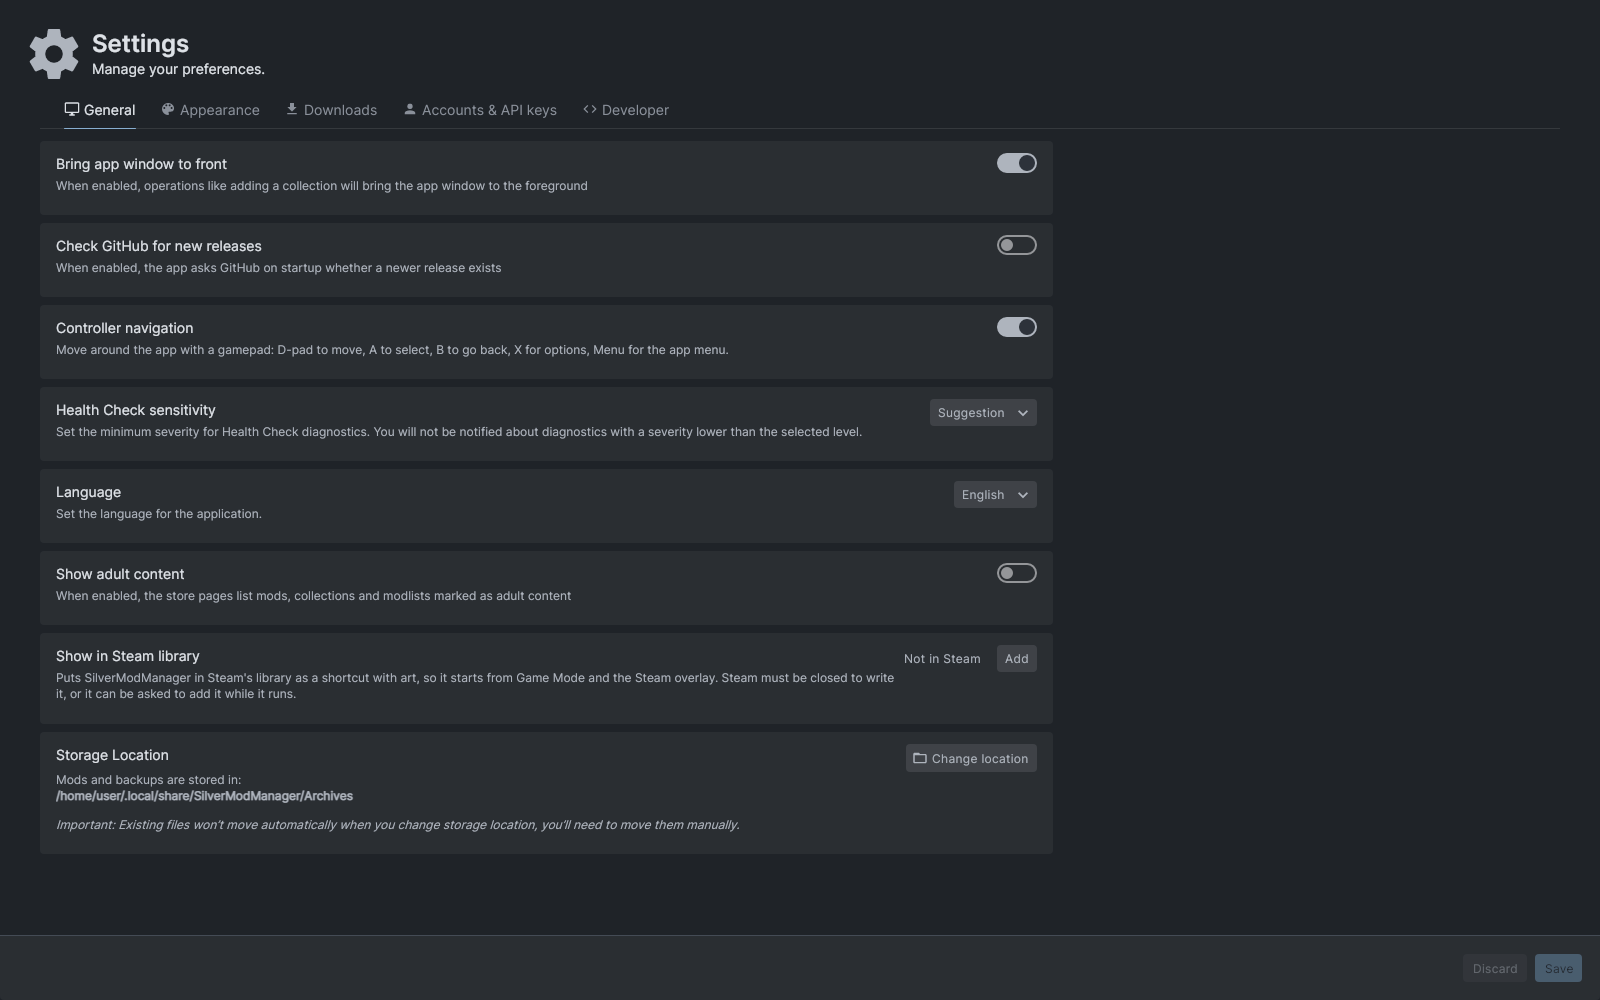 Settings
Manage your preferences.
General
Appearance
Downloads
Accounts & API keys
Developer
Bring app window to front
When enabled, operations like adding a collection will bring the app window to the foreground
Check GitHub for new releases
When enabled, the app asks GitHub on startup whether a newer release exists
Controller navigation
Move around the app with a gamepad: D-pad to move, A to select, B to go back, X for options, Menu for the app menu.
Health Check sensitivity
Suggestion
Set the minimum severity for Health Check diagnostics. You will not be notified about diagnostics with a severity lower than the selected level.
Language
English
Set the language for the application.
Show adult content
When enabled, the store pages list mods, collections and modlists marked as adult content
Show in Steam library
Not in Steam
Add
Puts SilverModManager in Steam's library as a shortcut with art, so it starts from Game Mode and the Steam overlay. Steam must be closed to write
it, or it can be asked to add it while it runs.
Storage Location
Change location
Mods and backups are stored in:
/home/user/.local/share/SilverModManager/Archives
Important: Existing files won't move automatically when you change storage location, you'll need to move them manually.
Discard
Save